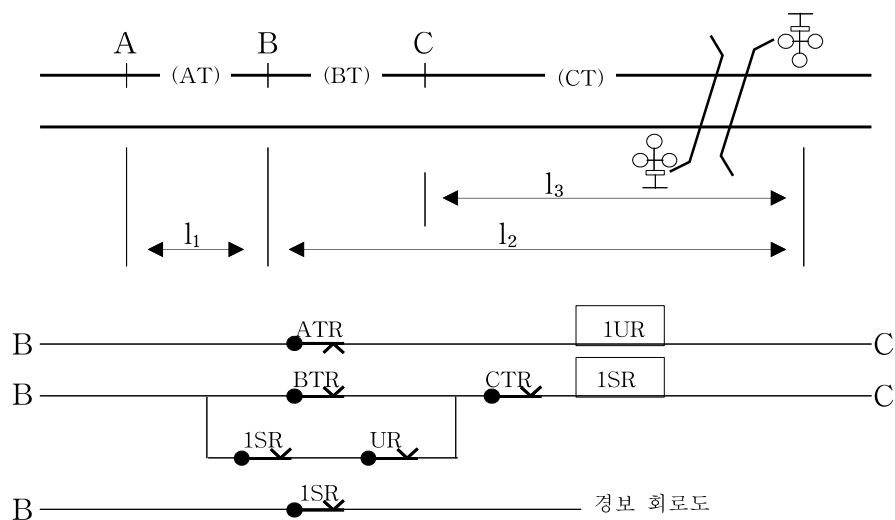 A B C
(AT) (BT) (CT)
l₃
l₁ l₂
B ATR 1UR C
B BTR CTR 1SR C
1SR UR
B 1SR 경보 회로도